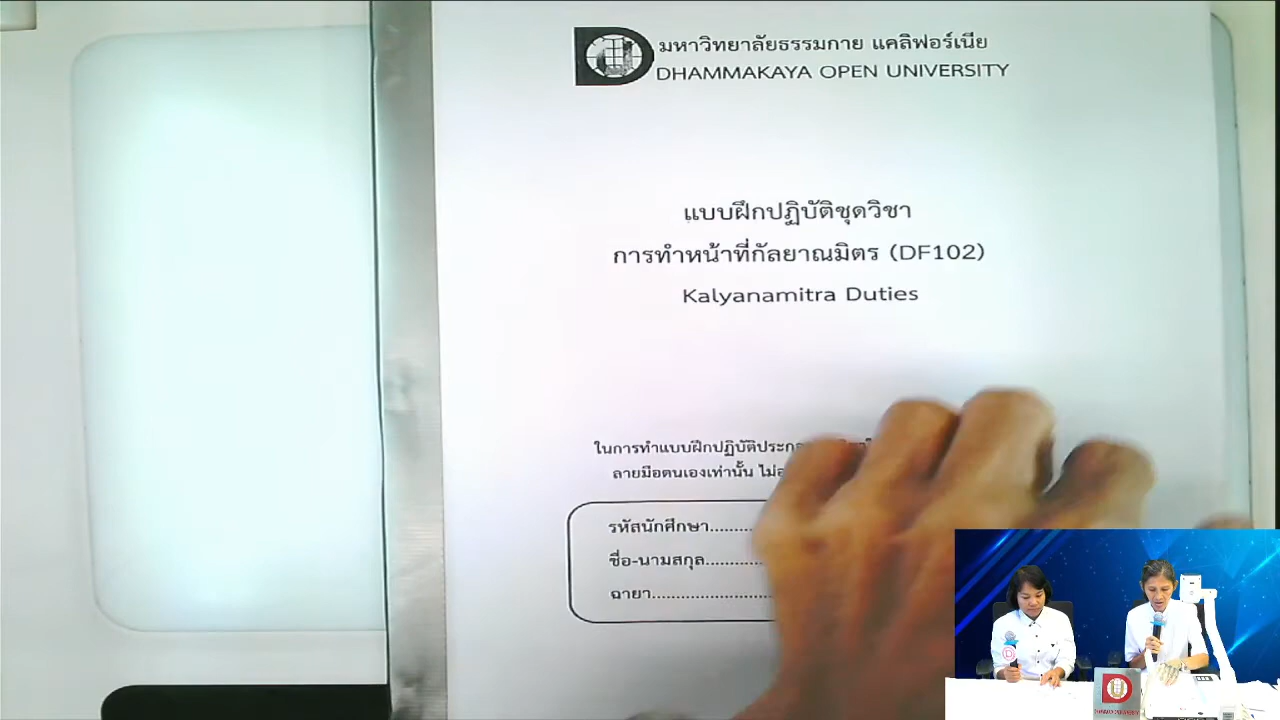 มหาวิทยาลัยธรรมกาย แคลิฟอร์เนีย
DHAMMAKAYA OPEN UNIVERSITY
แบบฝึกปฏิบัติชุดวิชา
การทำหน้าที่กัลยาณมิตร (DF102)
Kalyanamitra Duties
ในการทำแบบฝึกปฏิบัติ
ลายมือตนเองเท่านั้น
รหัสนักศึกษา.........
ชื่อ-นามสกุล............
ฉายา.........................